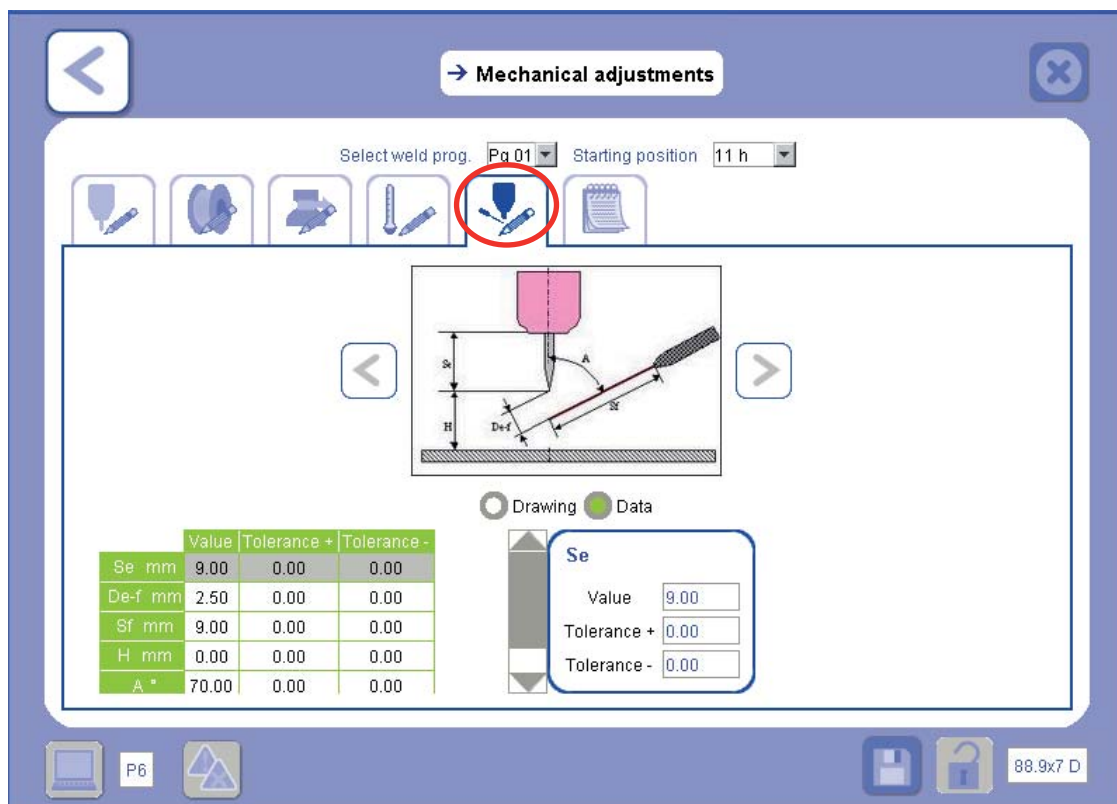 → Mechanical adjustments
Select weld prog. Pg 01 Starting position 11 h
Se
A
H
De-f
Sf
Drawing Data
Value Tolerance + Tolerance -
Se mm 9.00 0.00 0.00
De-f mm 2.50 0.00 0.00
Sf mm 9.00 0.00 0.00
H mm 0.00 0.00 0.00
A ° 70.00 0.00 0.00
Se
Value 9.00
Tolerance + 0.00
Tolerance - 0.00
P6
88.9x7 D